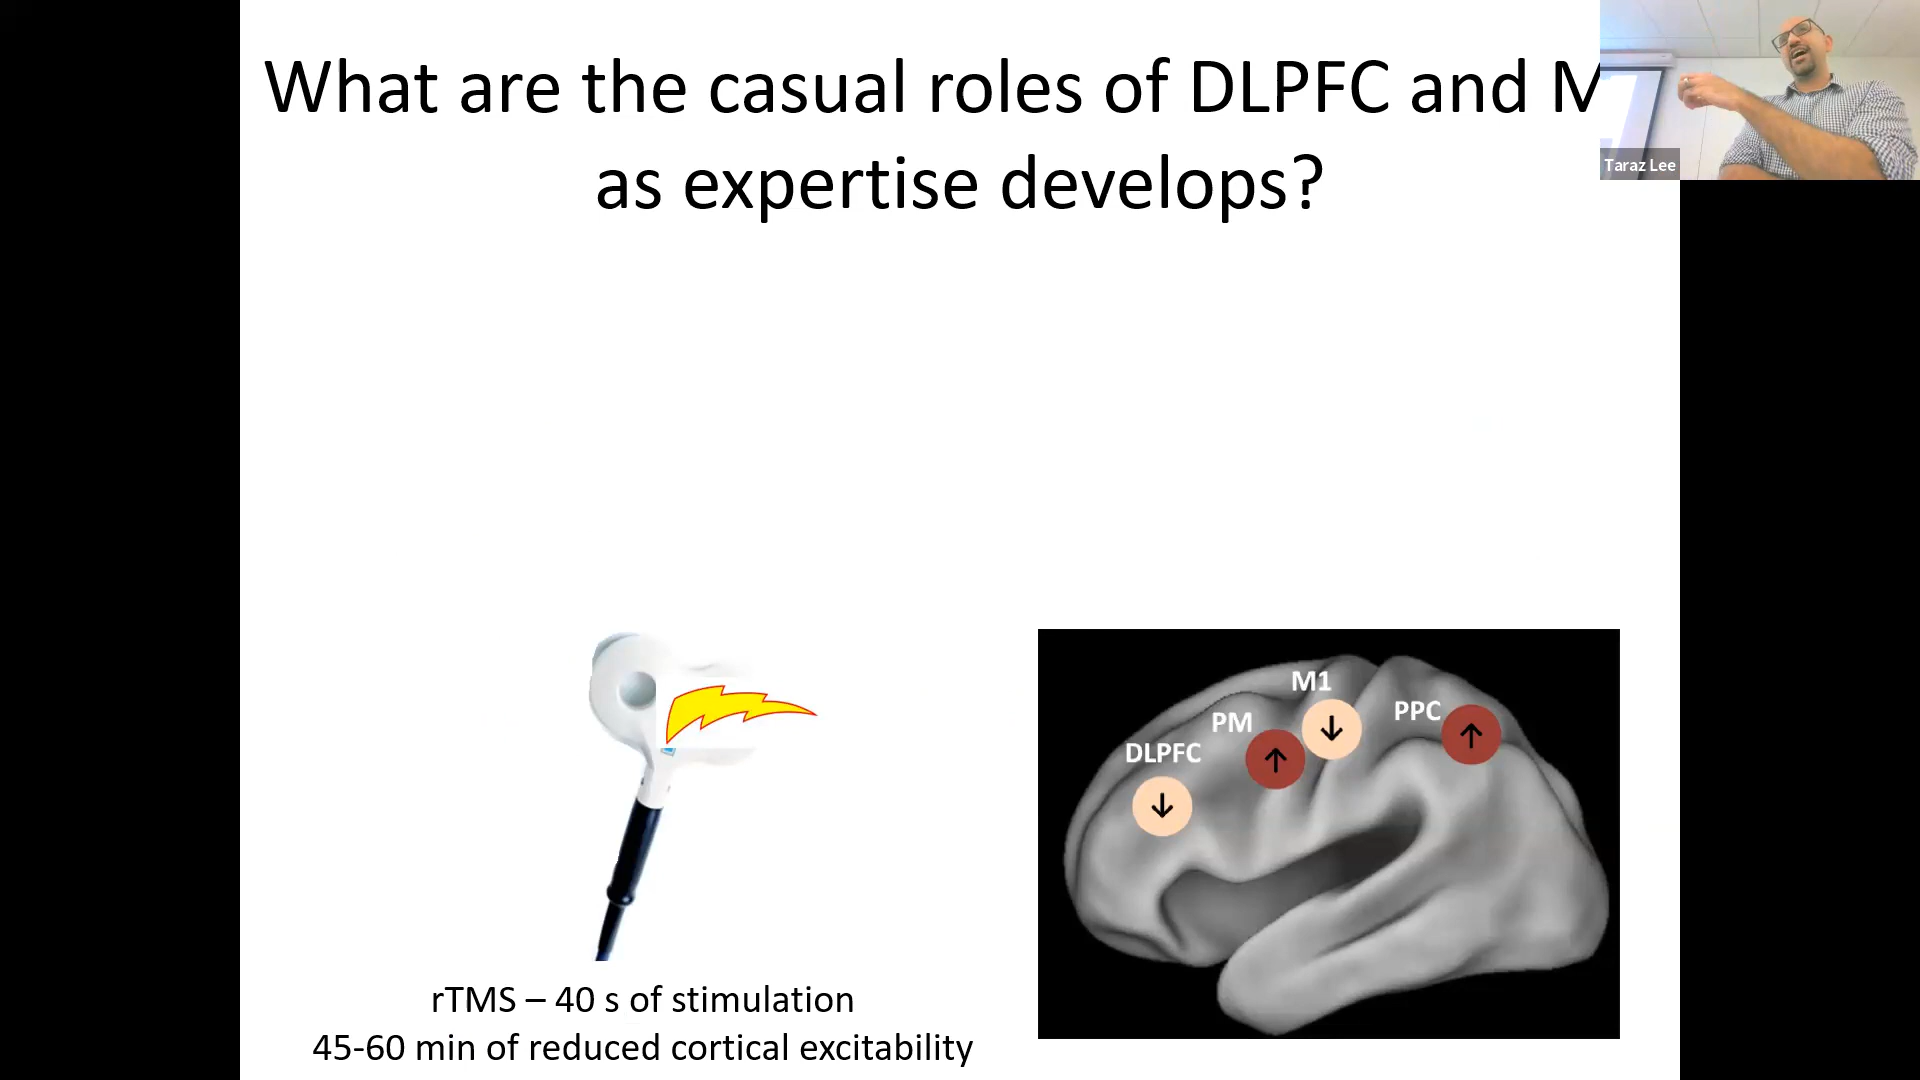 What are the casual roles of DLPFC and M
as expertise develops?
Taraz Lee
M1
PM
PPC
DLPFC
rTMS – 40 s of stimulation
45-60 min of reduced cortical excitability